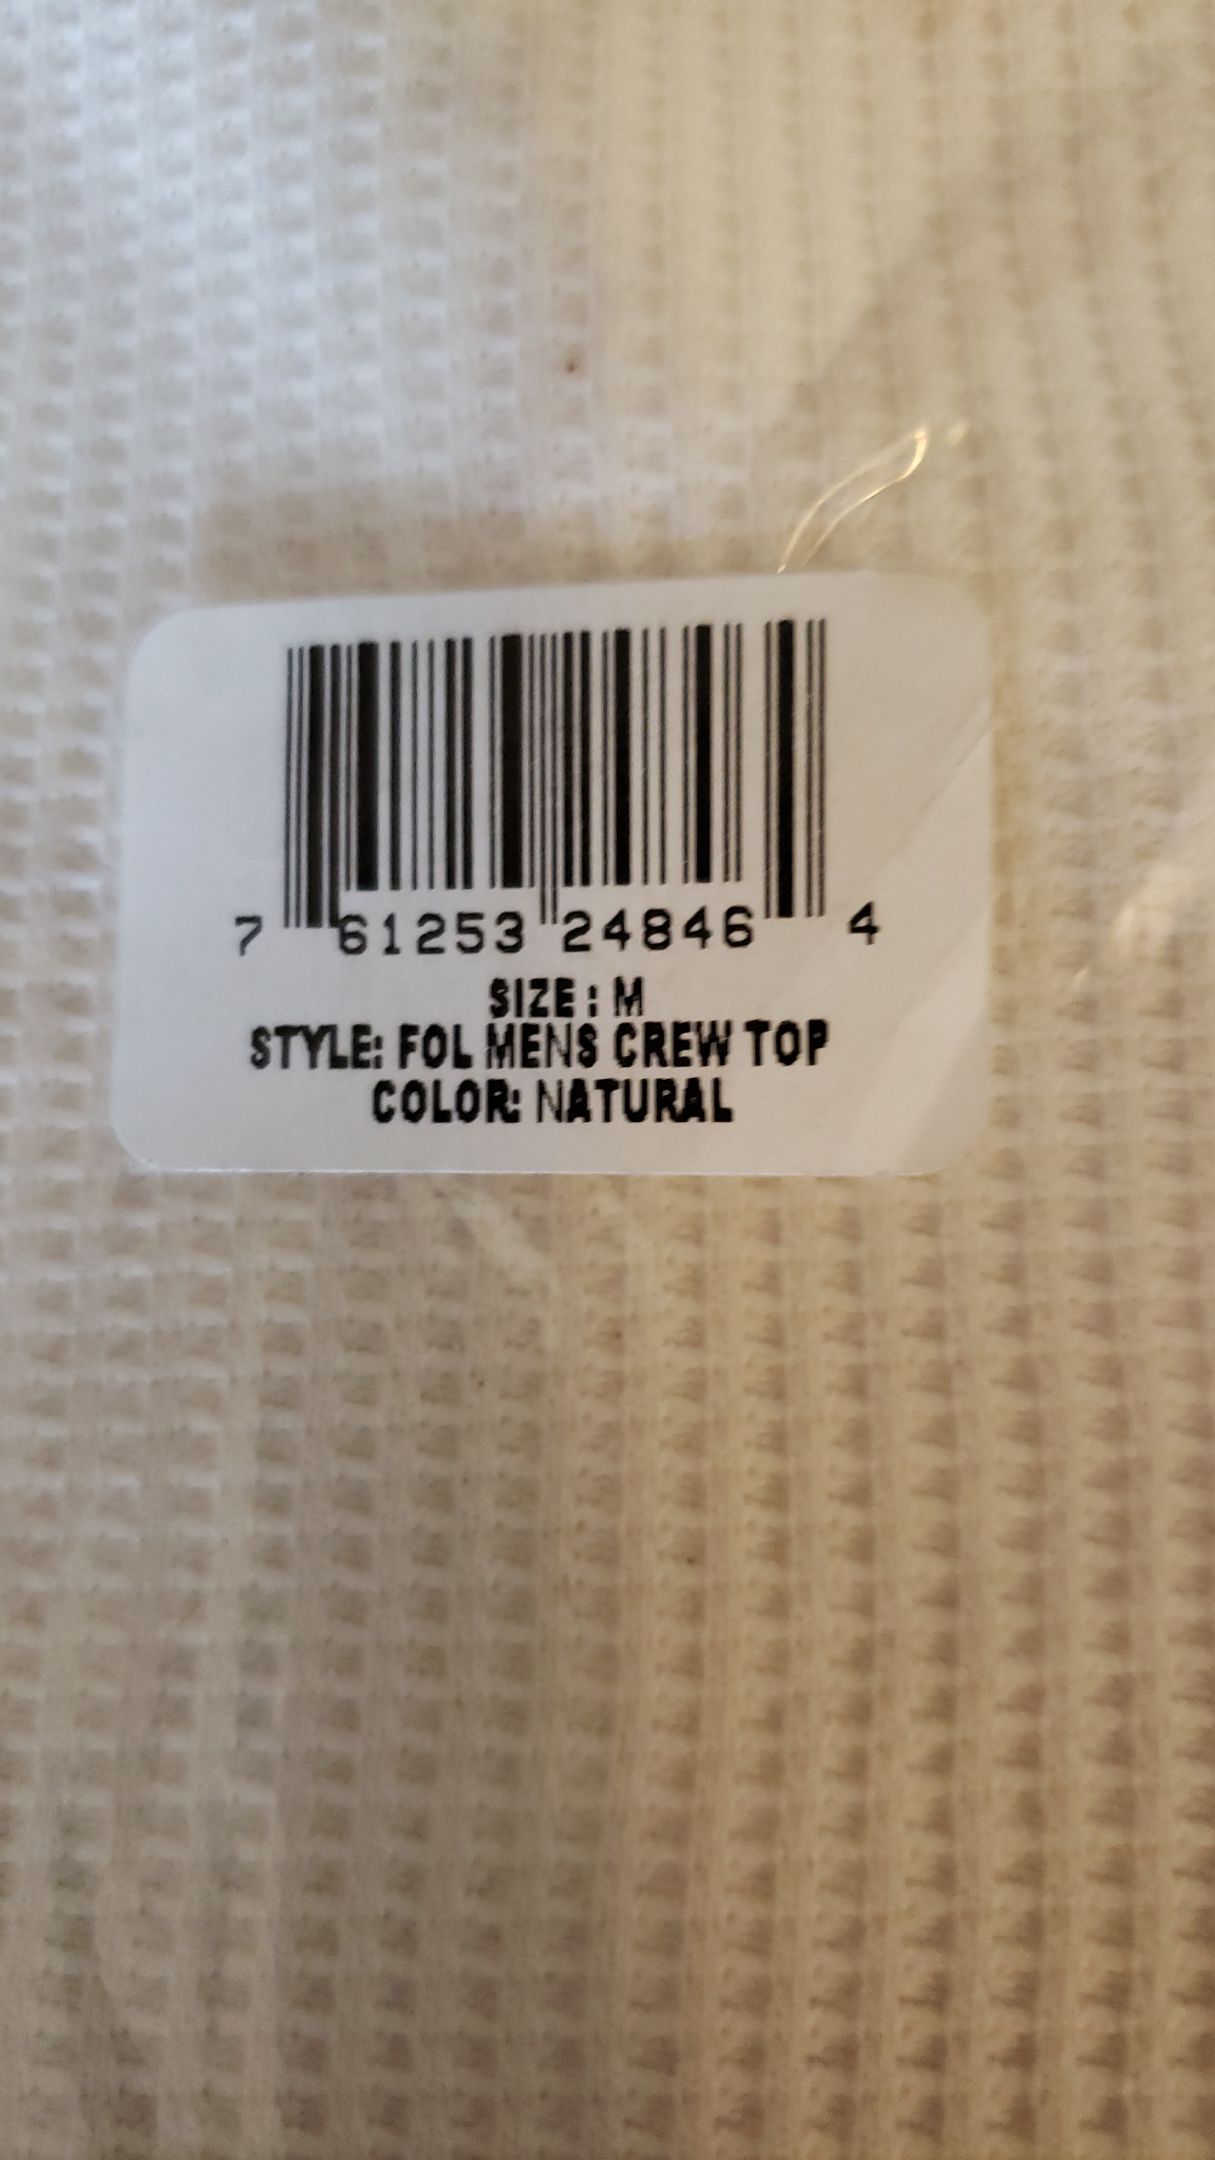 7 61253 24846 4
SIZE : M
STYLE: FOL MENS CREW TOP
COLOR: NATURAL